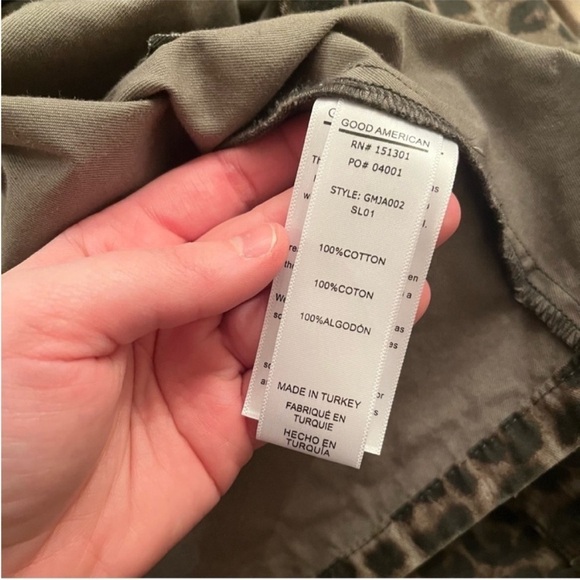 GOOD AMERICAN
RN# 151301
PO# 04001
STYLE: GMJA002
SL01
100%COTTON
100%COTON
100%ALGODÓN
MADE IN TURKEY
FABRIQUÉ EN
TURQUIE
HECHO EN
TURQUÍA